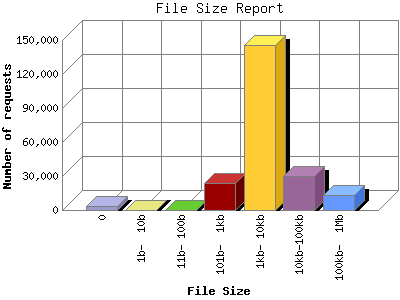 File Size Report
Number of requests
150,000
120,000
90,000
60,000
30,000
0
0
1b- 10b
11b- 100b
101b- 1kb
1kb- 10kb
10kb-100kb
100kb- 1Mb
File Size